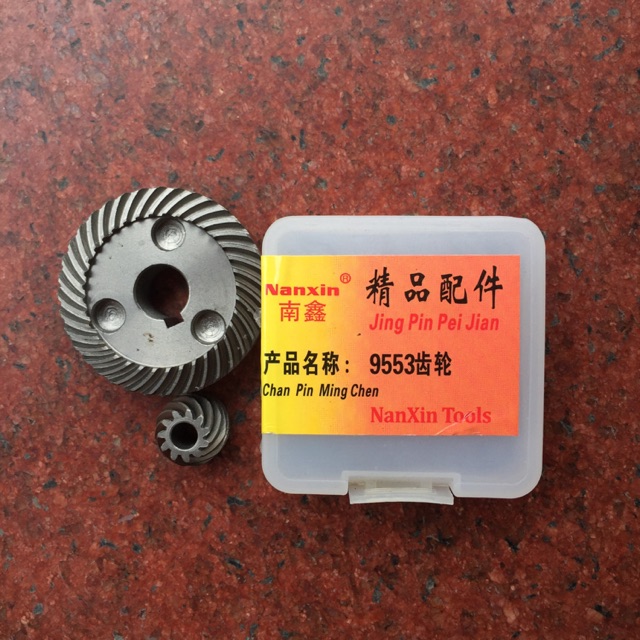 Nanxin®
南鑫
精品配件
Jing Pin Pei Jian
产品名称：9553齿轮
Chan Pin Ming Chen
NanXin Tools